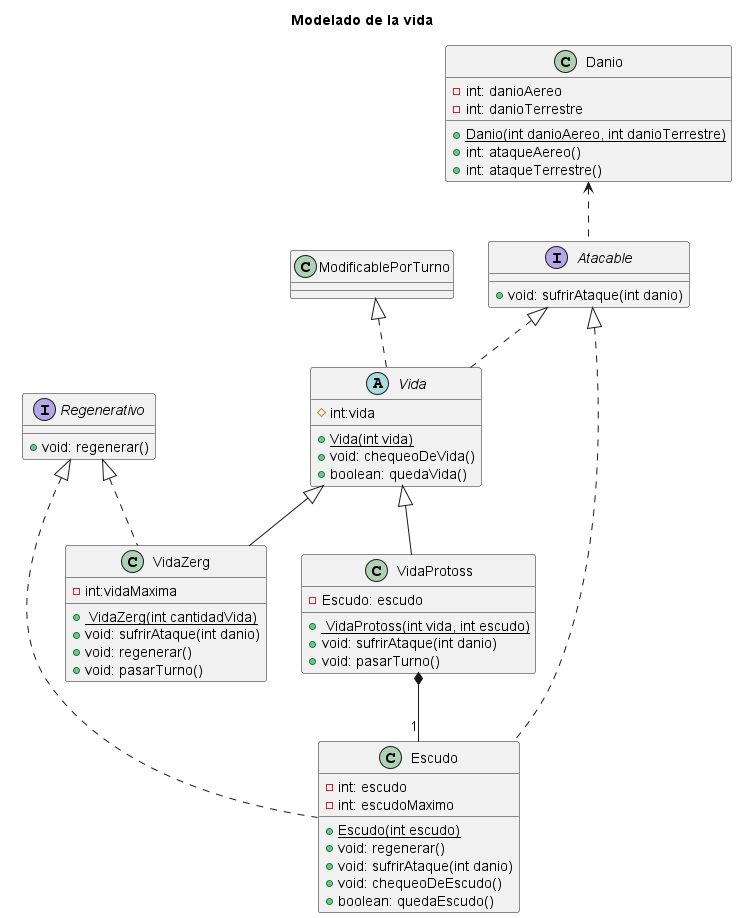 Modelado de la vida
C Danio
int: danioAereo
int: danioTerrestre
Danio(int danioAereo, int danioTerrestre)
int: ataqueAereo()
int: ataqueTerrestre()
C ModificablePorTurno
I Atacable
void: sufrirAtaque(int danio)
A Vida
int:vida
Vida(int vida)
void: chequeoDeVida()
boolean: quedaVida()
I Regenerativo
void: regenerar()
C VidaZerg
int:vidaMaxima
VidaZerg(int cantidadVida)
void: sufrirAtaque(int danio)
void: regenerar()
void: pasarTurno()
C VidaProtoss
Escudo: escudo
VidaProtoss(int vida, int escudo)
void: sufrirAtaque(int danio)
void: pasarTurno()
1
C Escudo
int: escudo
int: escudoMaximo
Escudo(int escudo)
void: regenerar()
void: sufrirAtaque(int danio)
void: chequeoDeEscudo()
boolean: quedaEscudo()